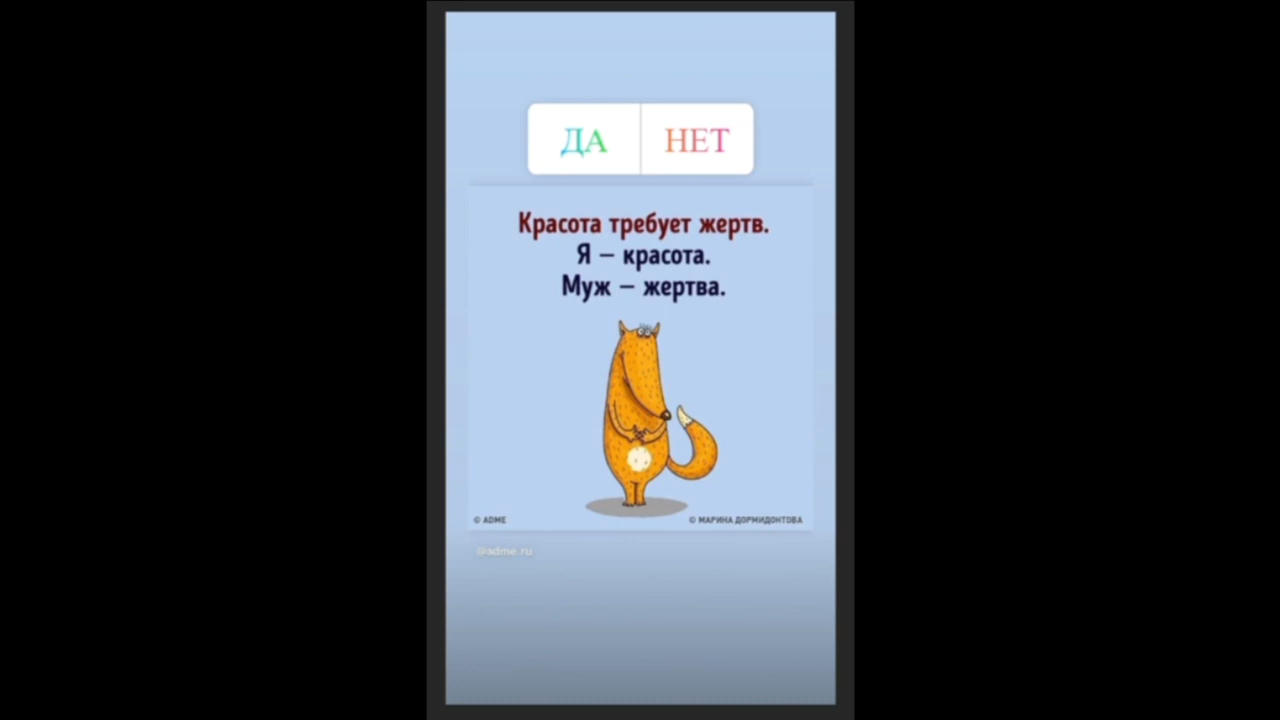 ДА НЕТ
Красота требует жертв.
Я – красота.
Муж – жертва.
© ADME © МАРИНА ДОРМИДОНТОВА
@adme.ru